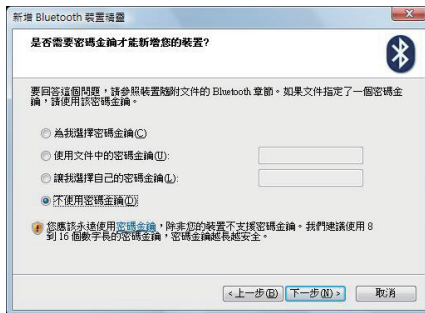 新增 Bluetooth 裝置精靈
是否需要密碼金鑰才能新增您的裝置?
要回答這個問題，請參照裝置隨附文件的 Bluetooth 章節。如果文件指定了一個密碼金
鑰，請使用該密碼金鑰。
為我選擇密碼金鑰(C)
使用文件中的密碼金鑰(U):
讓我選擇自己的密碼金鑰(L):
不使用密碼金鑰(D)
您應該永遠使用密碼金鑰，除非您的裝置不支援密碼金鑰。我們建議使用 8
到 16 個數字長的密碼金鑰，密碼金鑰越長越安全。
<上一步(B) 下一步(N)> 取消